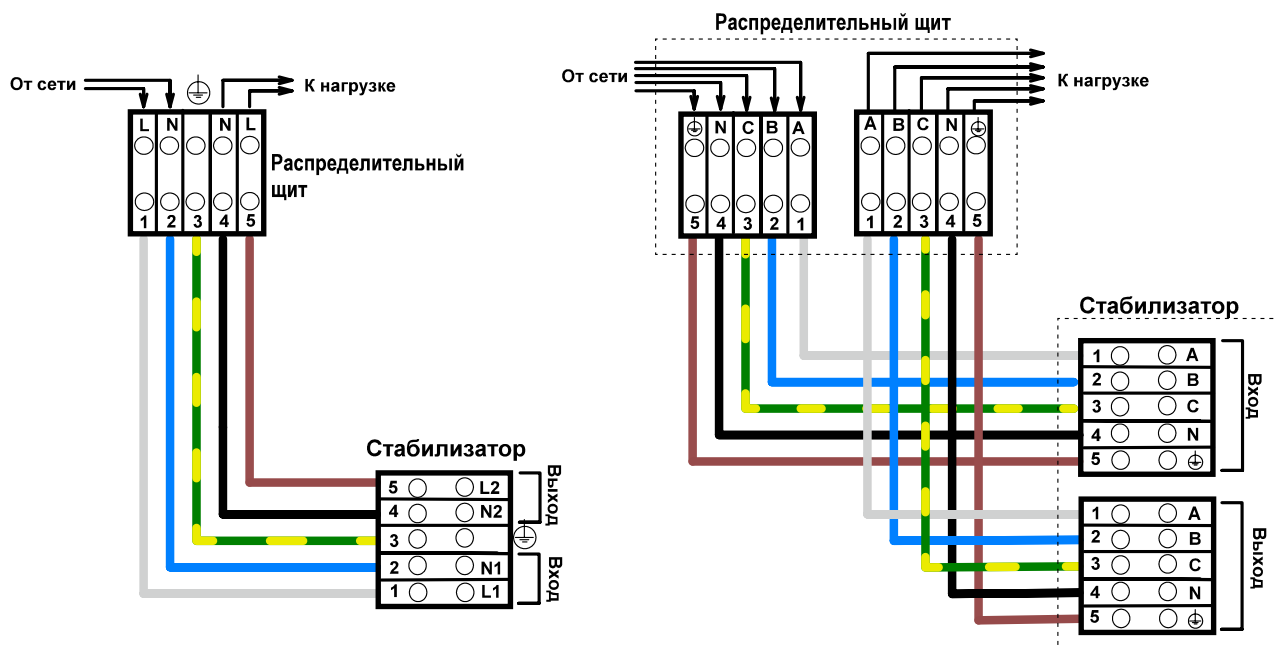 От сети
К нагрузке
L N N L
Распределительный
щит
1 2 3 4 5
Стабилизатор
5 L2
4 N2
3
2 N1
1 L1
Выход
Вход
Распределительный щит
От сети
К нагрузке
N C B A
5 4 3 2 1
A B C N
1 2 3 4 5
Стабилизатор
1 A
2 B
3 C
4 N
5
Вход
1 A
2 B
3 C
4 N
5
Выход